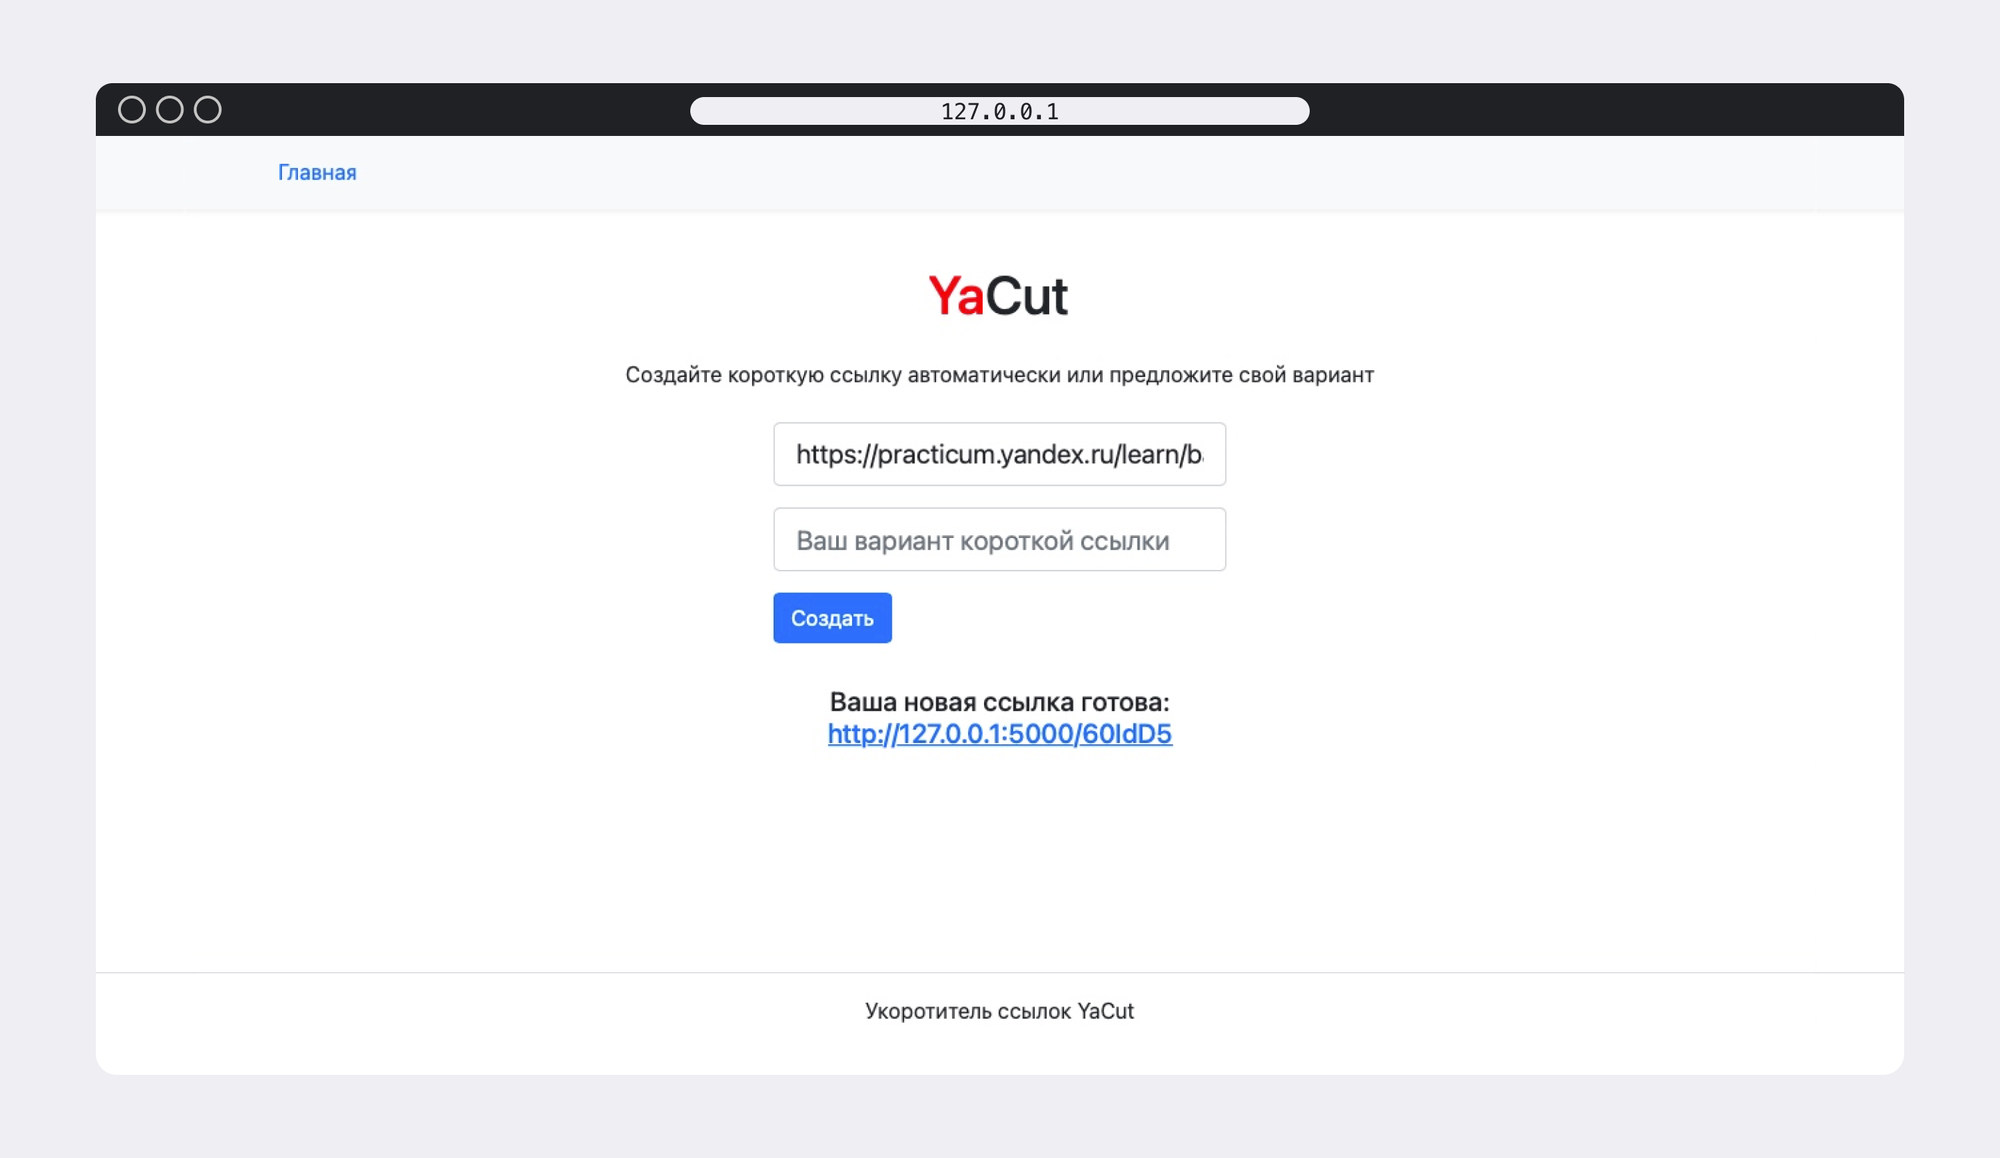 127.0.0.1
Главная
YaCut
Создайте короткую ссылку автоматически или предложите свой вариант
https://practicum.yandex.ru/learn/b
Ваш вариант короткой ссылки
Создать
Ваша новая ссылка готова:
http://127.0.0.1:5000/60IdD5
Укоротитель ссылок YaCut